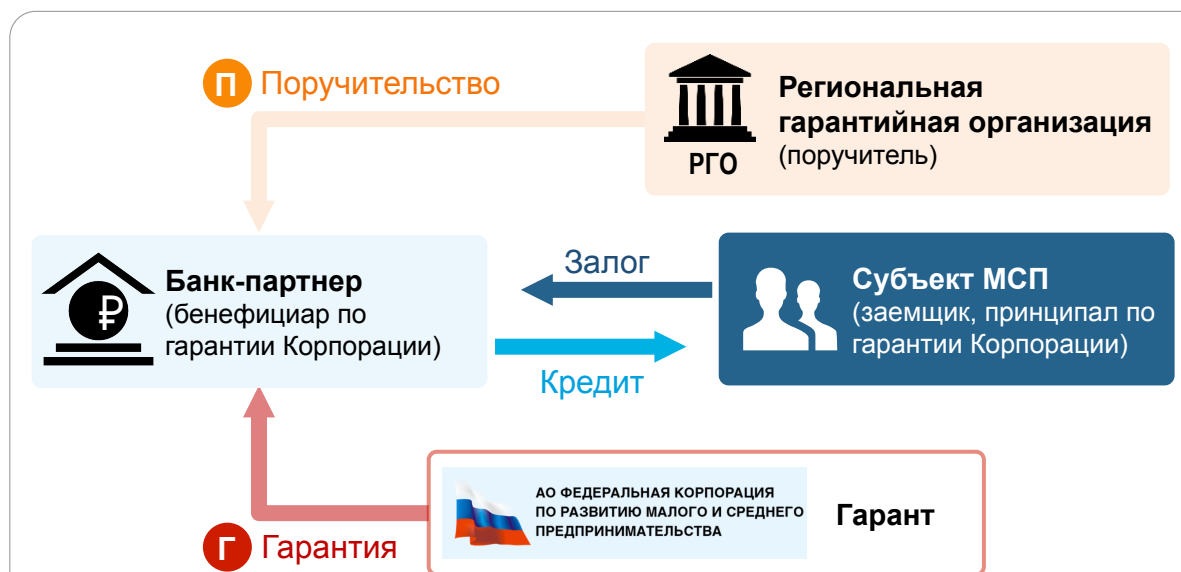 П Поручительство
Региональная
гарантийная организация
(поручитель)
РГО
Банк-партнер
(бенефициар по
гарантии Корпорации)
₽
Залог
Кредит
Субъект МСП
(заемщик, принципал по
гарантии Корпорации)
АО ФЕДЕРАЛЬНАЯ КОРПОРАЦИЯ
ПО РАЗВИТИЮ МАЛОГО И СРЕДНЕГО
ПРЕДПРИНИМАТЕЛЬСТВА
Гарант
Г Гарантия